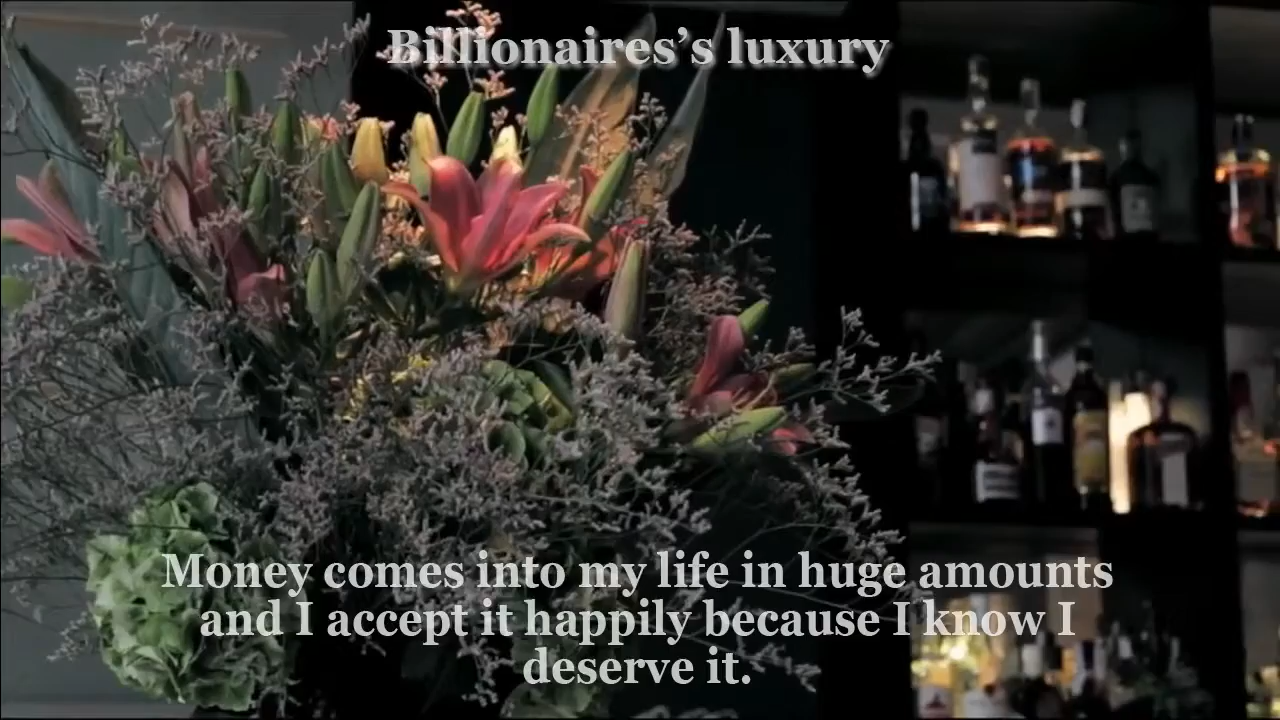 Billionaires’s luxury
Money comes into my life in huge amounts
and I accept it happily because I know I
deserve it.